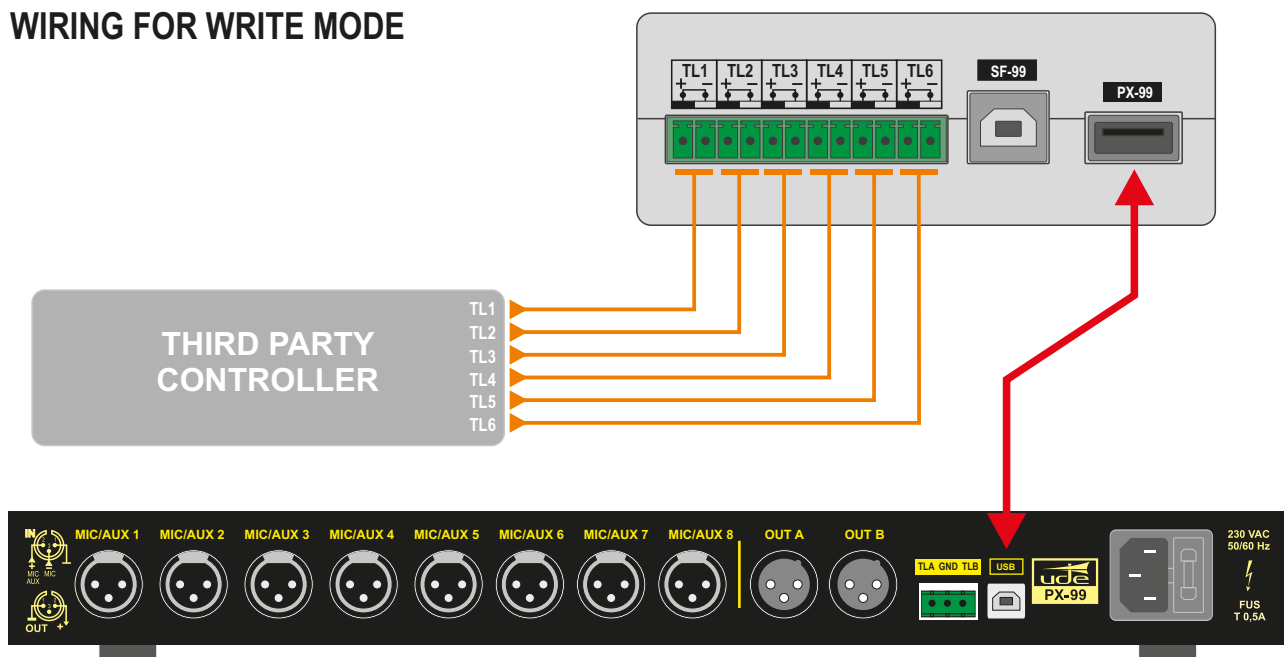 WIRING FOR WRITE MODE
TL1 TL2 TL3 TL4 TL5 TL6
+ − + − + − + − + − + −
SF-99
PX-99
THIRD PARTY
CONTROLLER
TL1
TL2
TL3
TL4
TL5
TL6
IN
MIC MIC
AUX
OUT
MIC/AUX 1 MIC/AUX 2 MIC/AUX 3 MIC/AUX 4 MIC/AUX 5 MIC/AUX 6 MIC/AUX 7 MIC/AUX 8 OUT A OUT B
TLA GND TLB
USB
ude
PX-99
230 VAC
50/60 Hz
FUS
T 0,5A